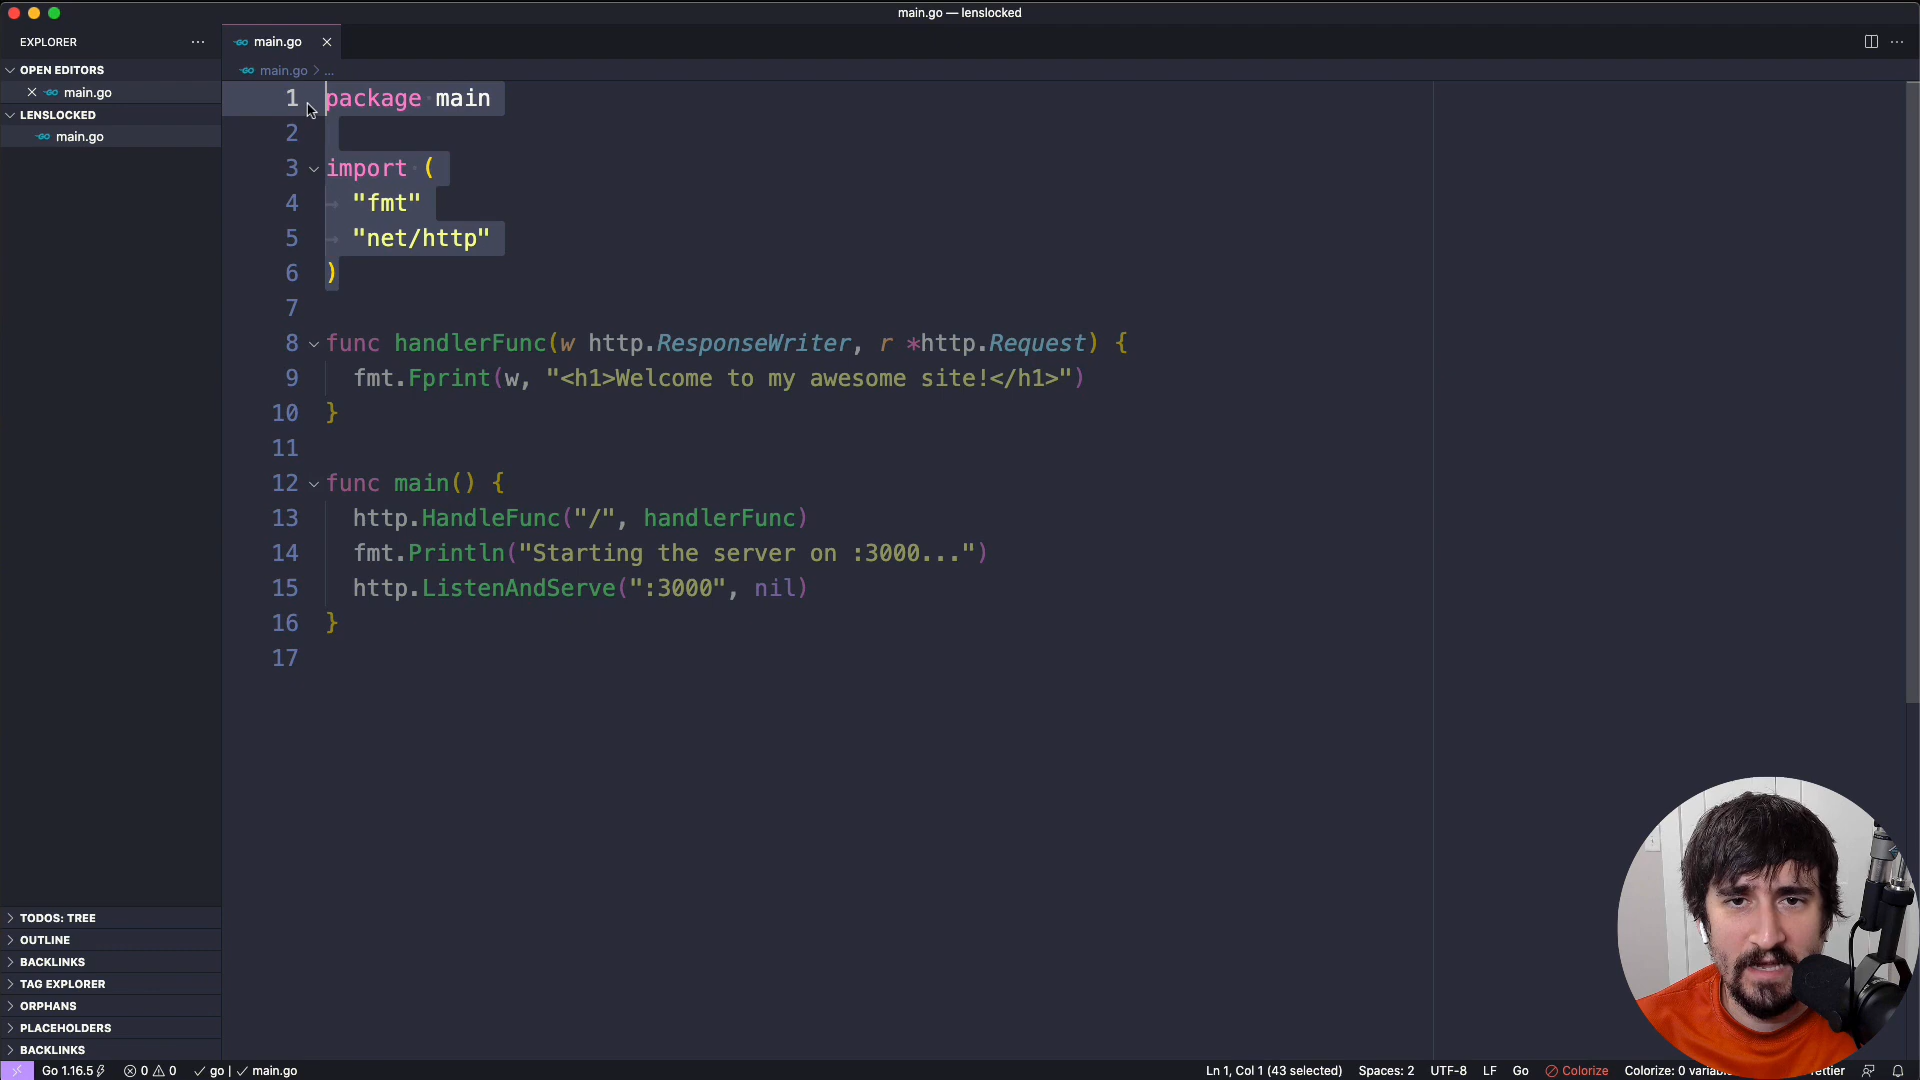 main.go — lenslocked
EXPLORER
main.go
main.go > ...
OPEN EDITORS
main.go
LENSLOCKED
main.go
1 package main
2
3 import (
4 "fmt"
5 "net/http"
6 )
7
8 func handlerFunc(w http.ResponseWriter, r *http.Request) {
9 fmt.Fprint(w, "<h1>Welcome to my awesome site!</h1>")
10 }
11
12 func main() {
13 http.HandleFunc("/", handlerFunc)
14 fmt.Println("Starting the server on :3000...")
15 http.ListenAndServe(":3000", nil)
16 }
17
TODOS: TREE
OUTLINE
BACKLINKS
TAG EXPLORER
ORPHANS
PLACEHOLDERS
BACKLINKS
Go 1.16.5 0 0 go | main.go Ln 1, Col 1 (43 selected) Spaces: 2 UTF-8 LF Go Colorize Colorize: 0